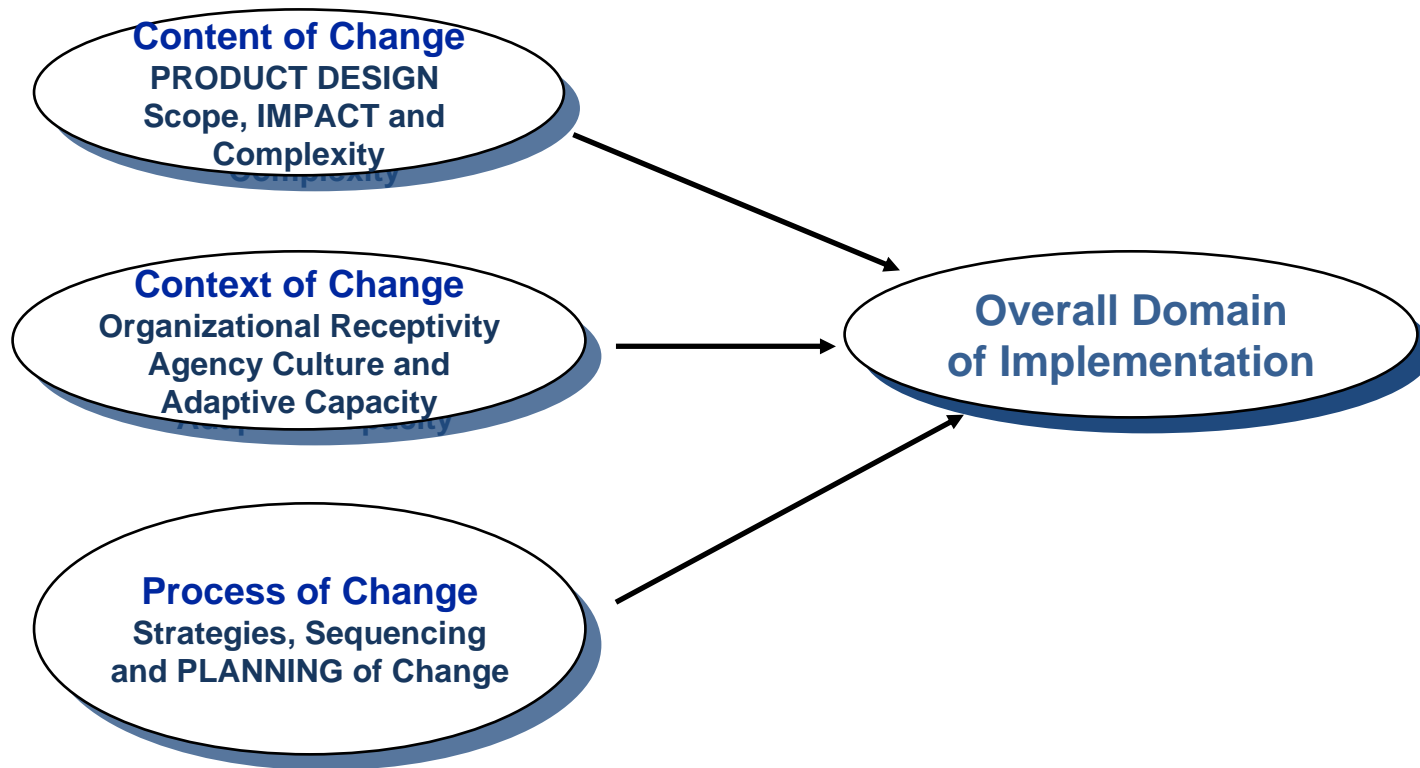 Content of Change
PRODUCT DESIGN
Scope, IMPACT and
Complexity
Context of Change
Organizational Receptivity
Agency Culture and
Adaptive Capacity
Process of Change
Strategies, Sequencing
and PLANNING of Change
Overall Domain
of Implementation